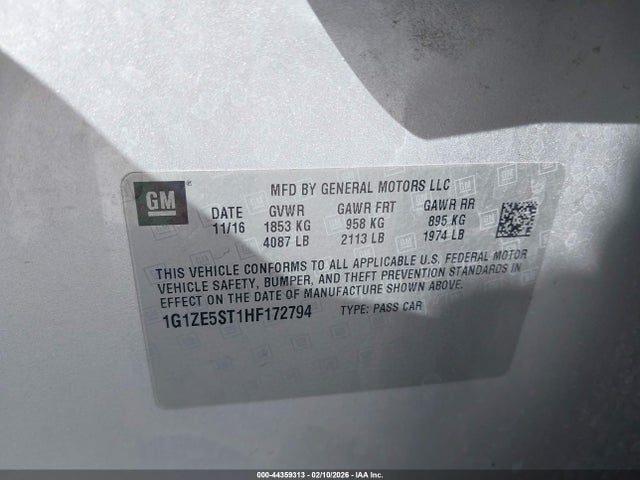 GM ®
MFD BY GENERAL MOTORS LLC
DATE GVWR GAWR FRT GAWR RR
11/16 1853 KG 958 KG 895 KG
4087 LB 2113 LB 1974 LB
THIS VEHICLE CONFORMS TO ALL APPLICABLE U.S. FEDERAL MOTOR
VEHICLE SAFETY, BUMPER, AND THEFT PREVENTION STANDARDS IN
EFFECT ON THE DATE OF MANUFACTURE SHOWN ABOVE.
1G1ZE5ST1HF172794 TYPE: PASS CAR
000-44359313 - 02/10/2026 - IAA Inc.